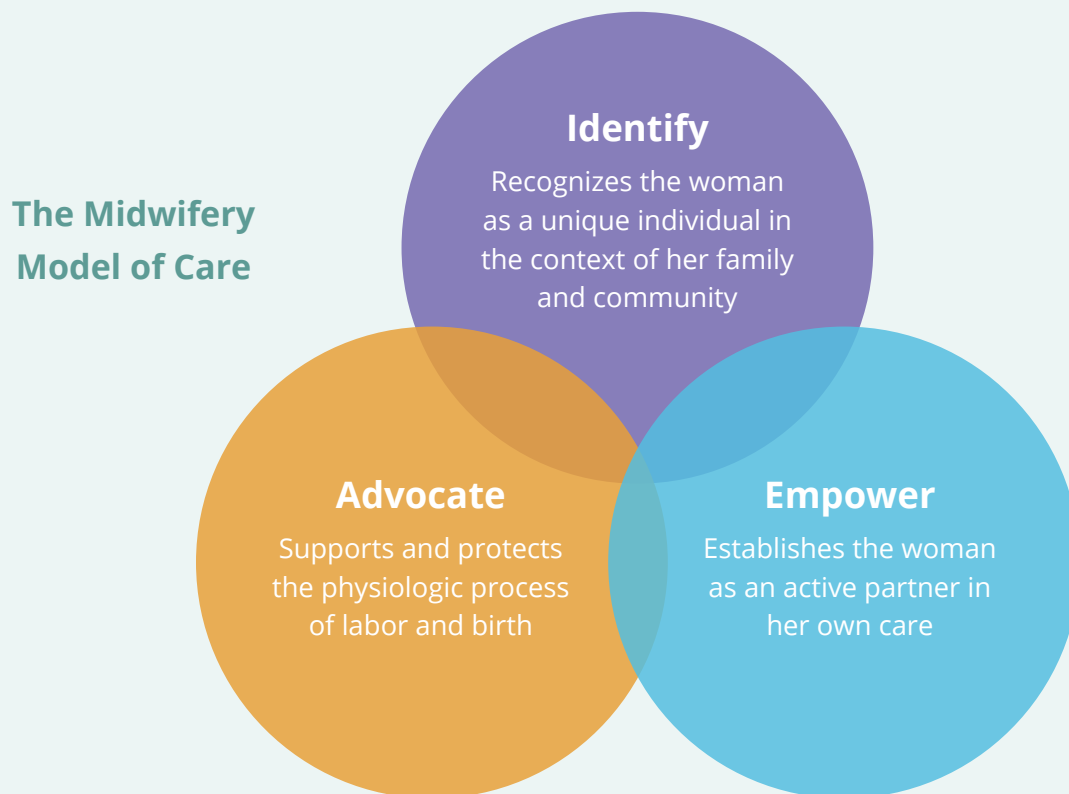 The Midwifery
Model of Care
Identify
Recognizes the woman
as a unique individual in
the context of her family
and community
Advocate
Supports and protects
the physiologic process
of labor and birth
Empower
Establishes the woman
as an active partner in
her own care